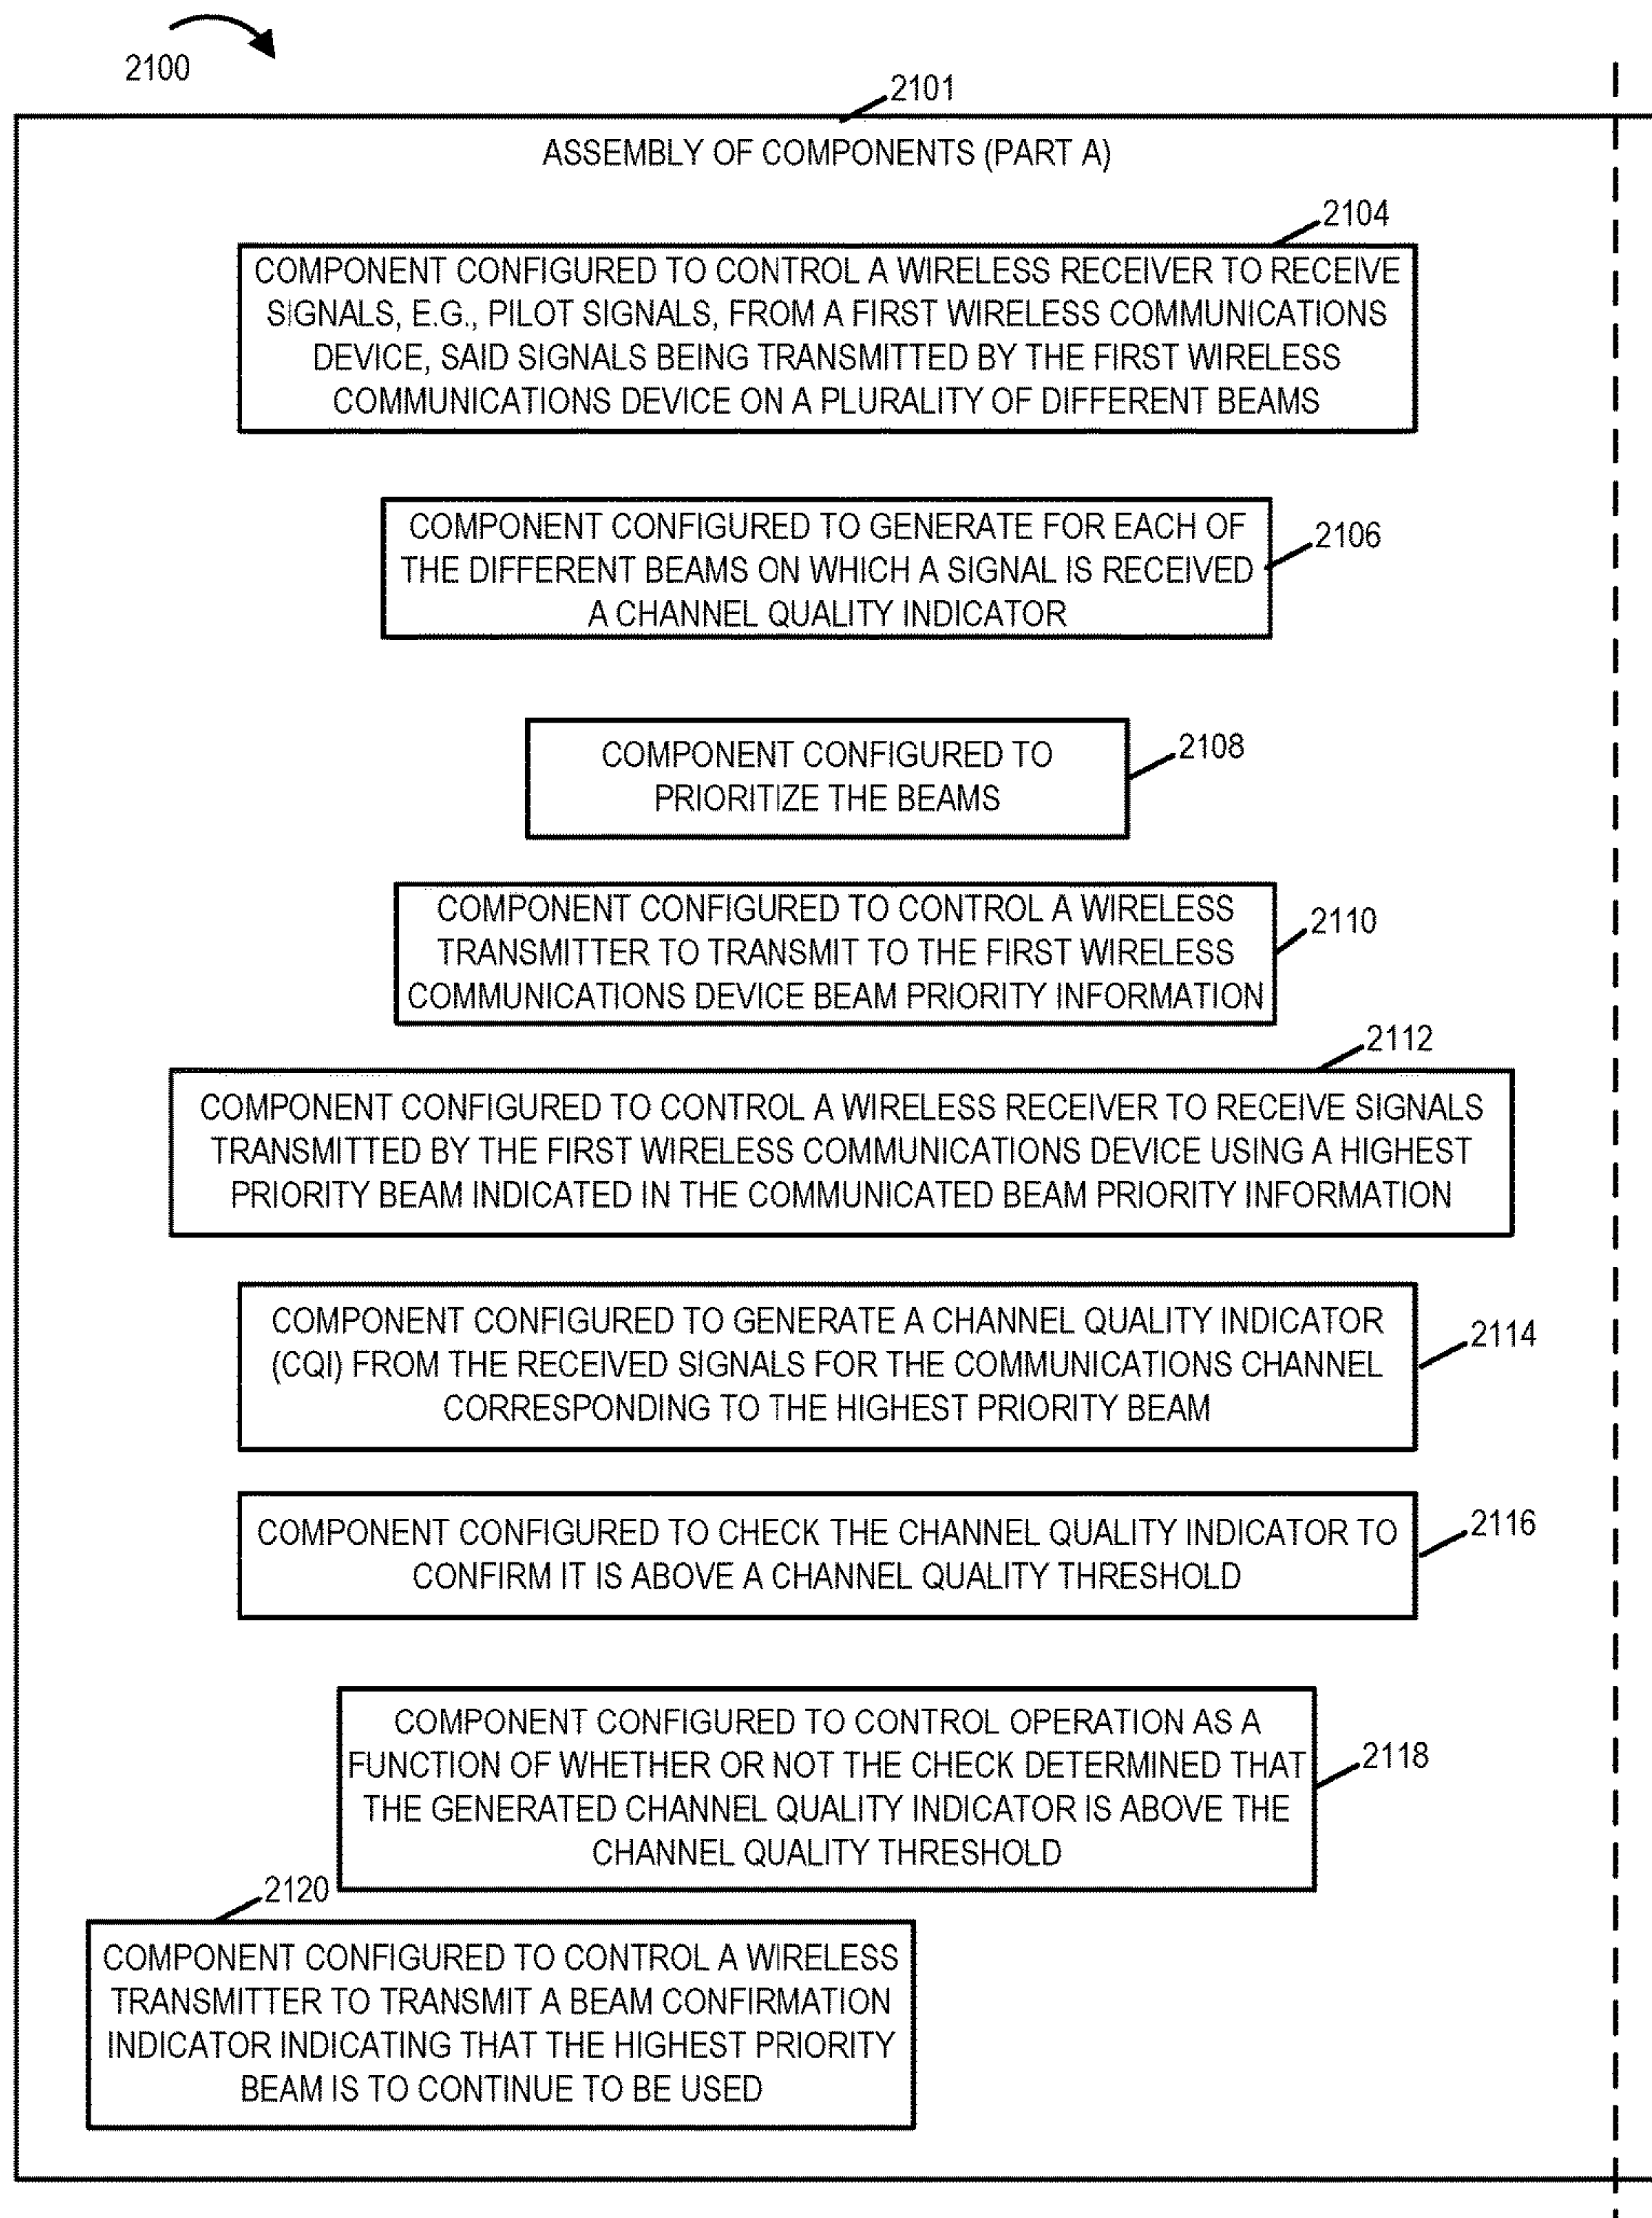 2100
2101
ASSEMBLY OF COMPONENTS (PART A)
2104
COMPONENT CONFIGURED TO CONTROL A WIRELESS RECEIVER TO RECEIVE
SIGNALS, E.G., PILOT SIGNALS, FROM A FIRST WIRELESS COMMUNICATIONS
DEVICE, SAID SIGNALS BEING TRANSMITTED BY THE FIRST WIRELESS
COMMUNICATIONS DEVICE ON A PLURALITY OF DIFFERENT BEAMS
COMPONENT CONFIGURED TO GENERATE FOR EACH OF
THE DIFFERENT BEAMS ON WHICH A SIGNAL IS RECEIVED
A CHANNEL QUALITY INDICATOR
2106
COMPONENT CONFIGURED TO
PRIORITIZE THE BEAMS
2108
COMPONENT CONFIGURED TO CONTROL A WIRELESS
TRANSMITTER TO TRANSMIT TO THE FIRST WIRELESS
COMMUNICATIONS DEVICE BEAM PRIORITY INFORMATION
2110
2112
COMPONENT CONFIGURED TO CONTROL A WIRELESS RECEIVER TO RECEIVE SIGNALS
TRANSMITTED BY THE FIRST WIRELESS COMMUNICATIONS DEVICE USING A HIGHEST
PRIORITY BEAM INDICATED IN THE COMMUNICATED BEAM PRIORITY INFORMATION
COMPONENT CONFIGURED TO GENERATE A CHANNEL QUALITY INDICATOR
(CQI) FROM THE RECEIVED SIGNALS FOR THE COMMUNICATIONS CHANNEL
CORRESPONDING TO THE HIGHEST PRIORITY BEAM
2114
COMPONENT CONFIGURED TO CHECK THE CHANNEL QUALITY INDICATOR TO
CONFIRM IT IS ABOVE A CHANNEL QUALITY THRESHOLD
2116
COMPONENT CONFIGURED TO CONTROL OPERATION AS A
FUNCTION OF WHETHER OR NOT THE CHECK DETERMINED THAT
THE GENERATED CHANNEL QUALITY INDICATOR IS ABOVE THE
CHANNEL QUALITY THRESHOLD
2118
2120
COMPONENT CONFIGURED TO CONTROL A WIRELESS
TRANSMITTER TO TRANSMIT A BEAM CONFIRMATION
INDICATOR INDICATING THAT THE HIGHEST PRIORITY
BEAM IS TO CONTINUE TO BE USED